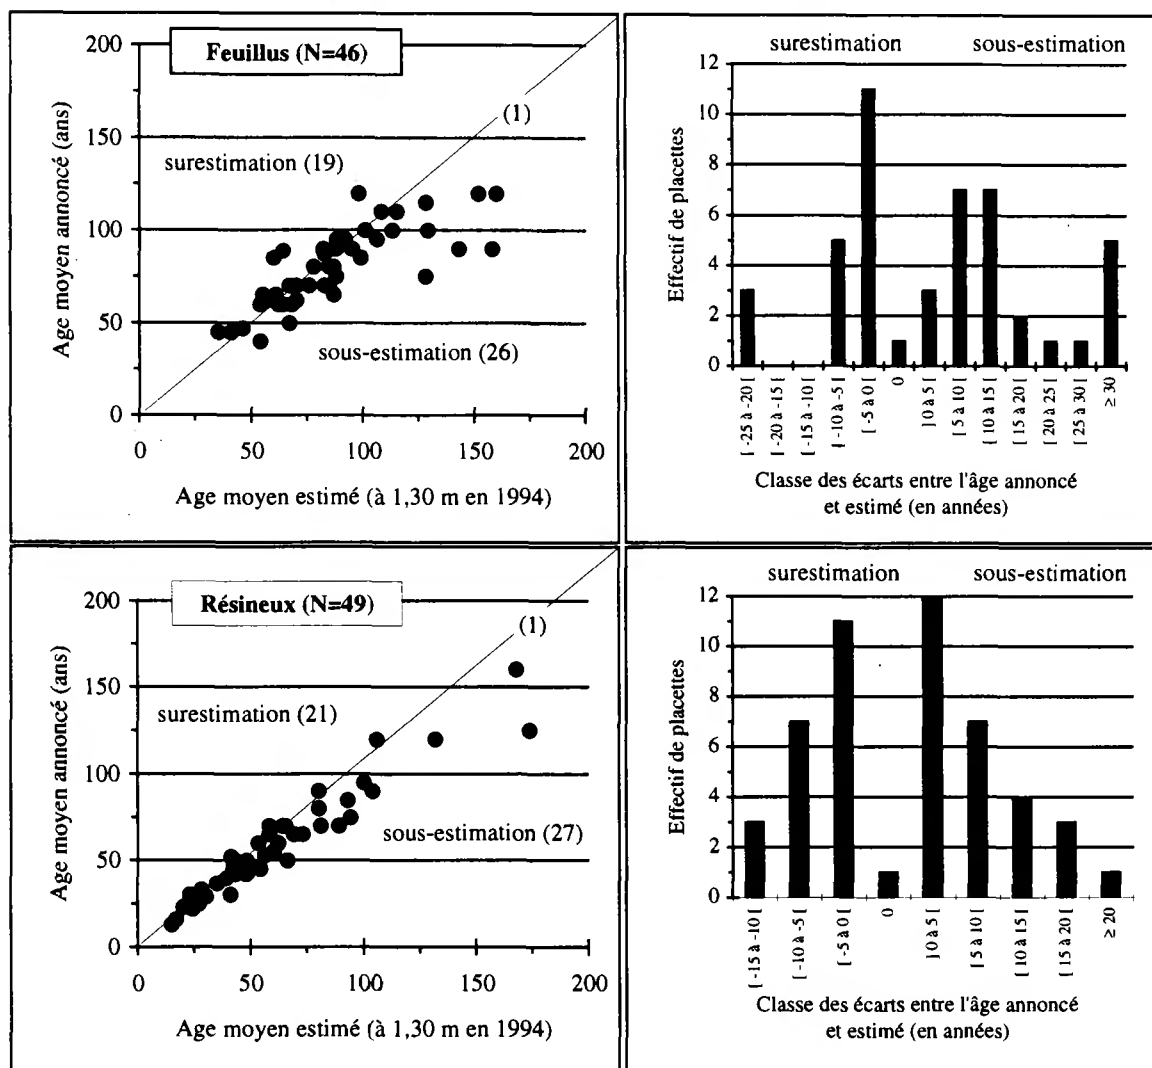 Feuillus (N=46)
Age moyen annoncé (ans)
200
150
100
50
0
(1)
surestimation (19)
sous-estimation (26)
0
50
100
150
200
Age moyen estimé (à 1,30 m en 1994)
surestimation
sous-estimation
Effectif de placettes
12
10
8
6
4
2
0
[ -25 à -20 [
[ -20 à -15 [
[ -15 à -10 [
[ -10 à -5 [
[ -5 à 0 [
0
] 0 à 5 [
[ 5 à 10 [
[ 10 à 15 [
[ 15 à 20 [
[ 20 à 25 [
[ 25 à 30 [
≥ 30
Classe des écarts entre l'âge annoncé
et estimé (en années)
Résineux (N=49)
Age moyen annoncé (ans)
200
150
100
50
0
(1)
surestimation (21)
sous-estimation (27)
0
50
100
150
200
Age moyen estimé (à 1,30 m en 1994)
surestimation
sous-estimation
Effectif de placettes
12
10
8
6
4
2
0
[ -15 à -10 [
[ -10 à -5 [
[ -5 à 0 [
0
] 0 à 5 [
[ 5 à 10 [
[ 10 à 15 [
[ 15 à 20 [
≥ 20
Classe des écarts entre l'âge annoncé
et estimé (en années)